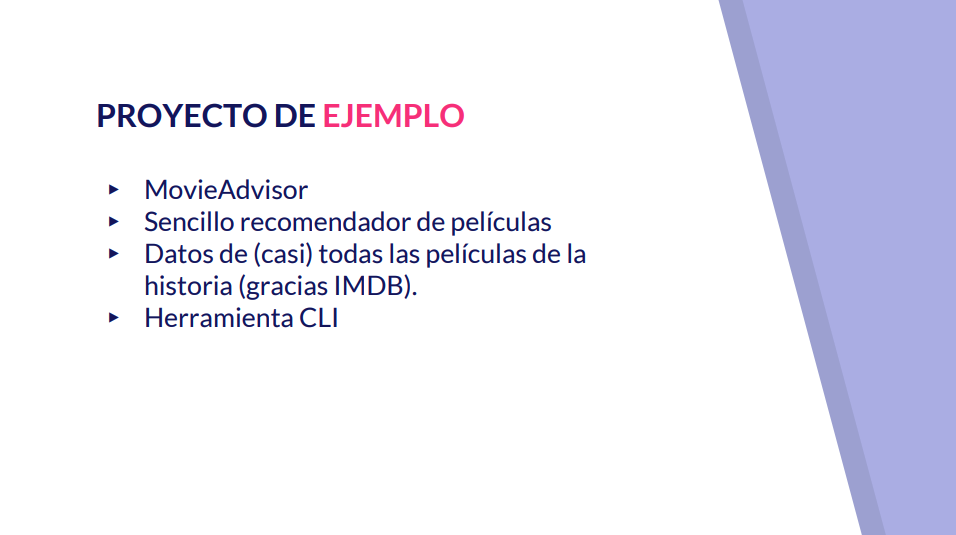 PROYECTO DE EJEMPLO
▸ MovieAdvisor
▸ Sencillo recomendador de películas
▸ Datos de (casi) todas las películas de la
historia (gracias IMDB).
▸ Herramienta CLI